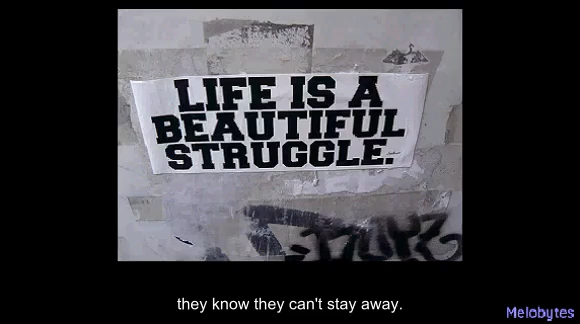 LIFE IS A
BEAUTIFUL
STRUGGLE.
they know they can't stay away.
Melobytes